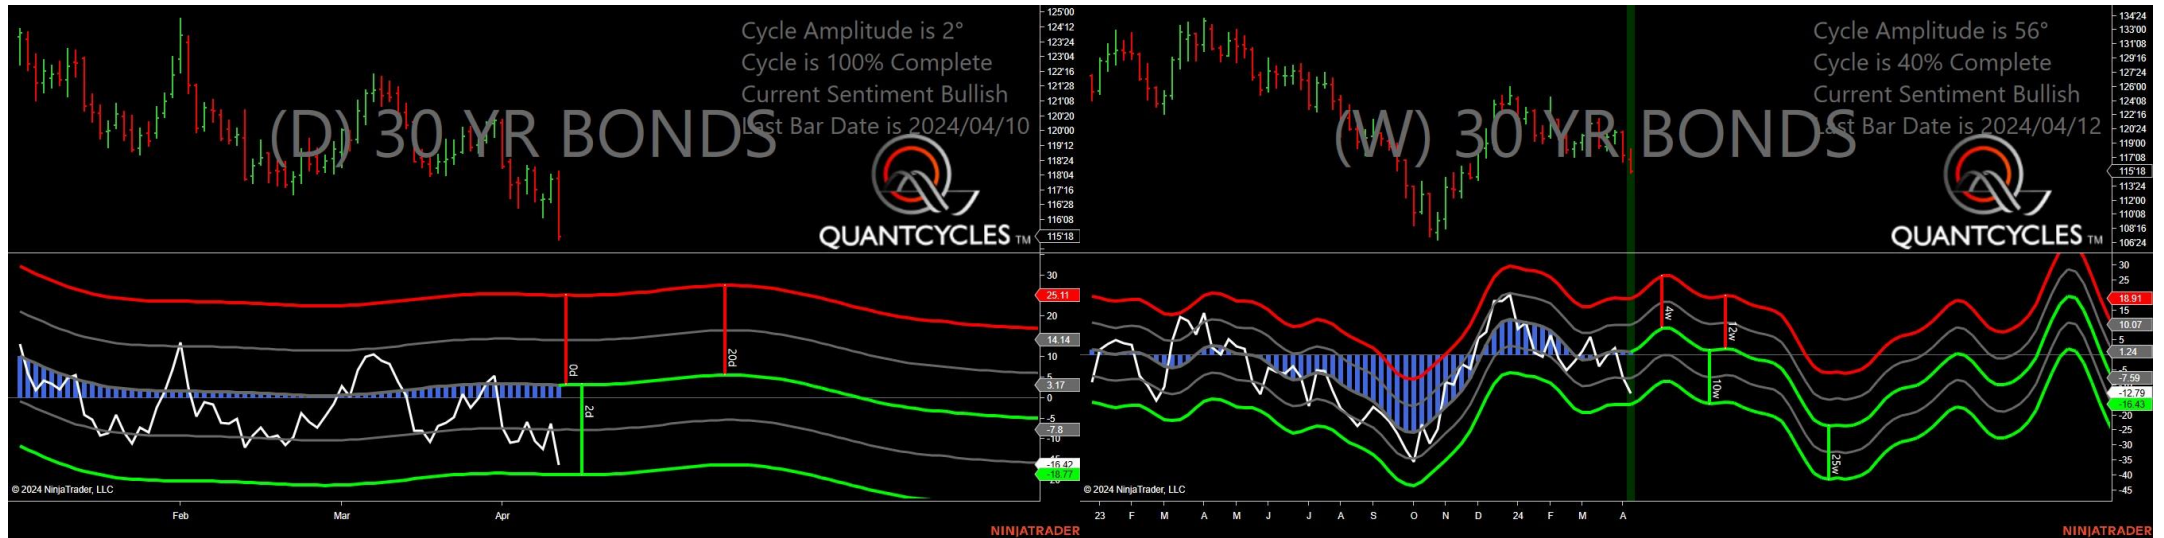 Cycle Amplitude is 2°
Cycle is 100% Complete
Current Sentiment Bullish
Last Bar Date is 2024/04/10
(D) 30 YR BONDS
QUANTCYCLES TM
125'00
124'12
123'24
123'04
122'16
121'28
121'08
120'20
120'00
119'12
118'24
118'04
117'16
116'28
116'08
115'18
30
25.11
20
14.14
10
5
3.17
0
-5
-7.8
-10
-16.42
-18.77
0d
2d
20d
© 2024 NinjaTrader, LLC
Feb Mar Apr
NINJATRADER
Cycle Amplitude is 56°
Cycle is 40% Complete
Current Sentiment Bullish
Last Bar Date is 2024/04/12
(W) 30 YR BONDS
QUANTCYCLES TM
134'24
133'00
131'08
129'16
127'24
126'00
124'08
122'16
120'24
119'00
117'08
115'18
113'24
112'00
110'08
108'16
106'24
30
25
18.91
15
10.07
5
1.24
-5
-7.59
-12.79
-16.43
-20
-25
-30
-35
-40
-45
4w
12w
10w
25w
© 2024 NinjaTrader, LLC
23 F M A M J J A S O N D 24 F M A
NINJATRADER